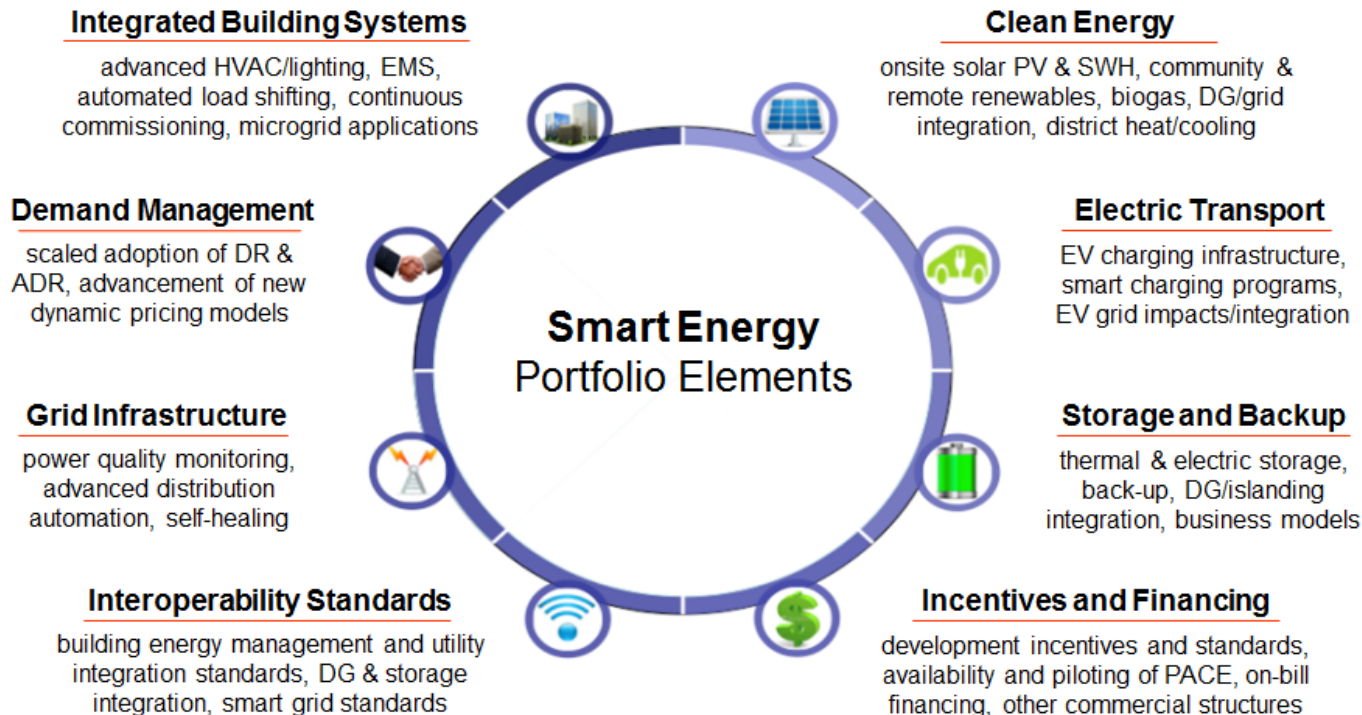 Integrated Building Systems
advanced HVAC/lighting, EMS,
automated load shifting, continuous
commissioning, microgrid applications
Clean Energy
onsite solar PV & SWH, community &
remote renewables, biogas, DG/grid
integration, district heat/cooling
Demand Management
scaled adoption of DR &
ADR, advancement of new
dynamic pricing models
Electric Transport
EV charging infrastructure,
smart charging programs,
EV grid impacts/integration
Smart Energy
Portfolio Elements
Grid Infrastructure
power quality monitoring,
advanced distribution
automation, self-healing
Storage and Backup
thermal & electric storage,
back-up, DG/islanding
integration, business models
Interoperability Standards
building energy management and utility
integration standards, DG & storage
integration, smart grid standards
Incentives and Financing
development incentives and standards,
availability and piloting of PACE, on-bill
financing, other commercial structures